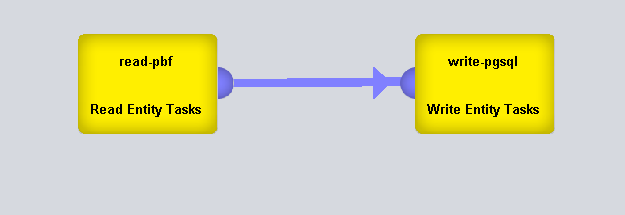 read-pbf
Read Entity Tasks
write-pgsql
Write Entity Tasks